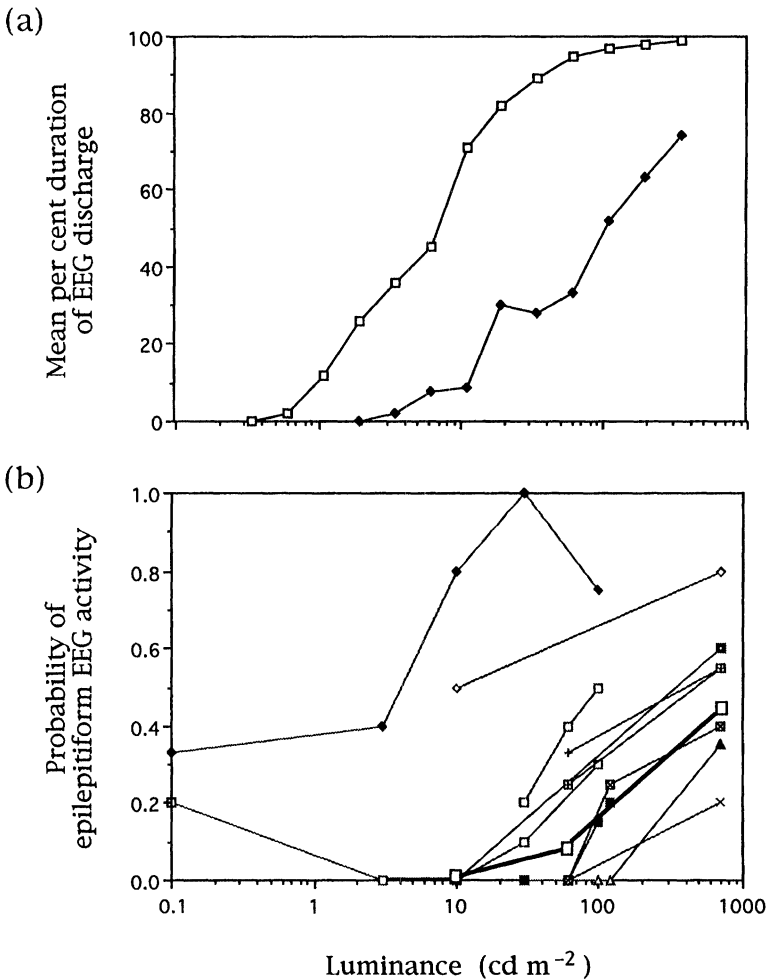 (a)
Mean per cent duration
of EEG discharge
100
80
60
40
20
0
(b)
Probability of
epilepitiform EEG activity
1.0
0.8
0.6
0.4
0.2
0.0
0.1
1
10
100
1000
Luminance (cd m⁻²)